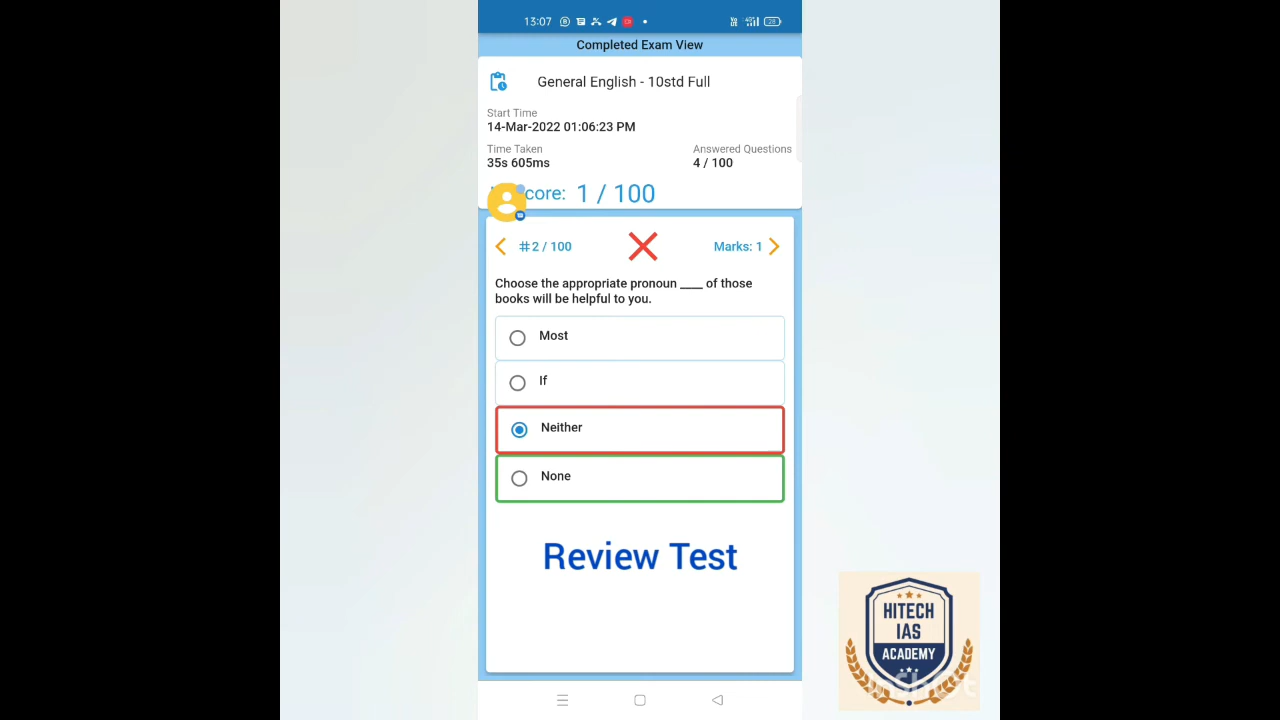 13:07
28
Completed Exam View
General English - 10std Full
Start Time
14-Mar-2022 01:06:23 PM
Time Taken
Answered Questions
35s 605ms
4 / 100
core: 1 / 100
#2 / 100
Marks: 1
Choose the appropriate pronoun ____ of those
books will be helpful to you.
Most
If
Neither
None
Review Test
HITECH
IAS
ACADEMY